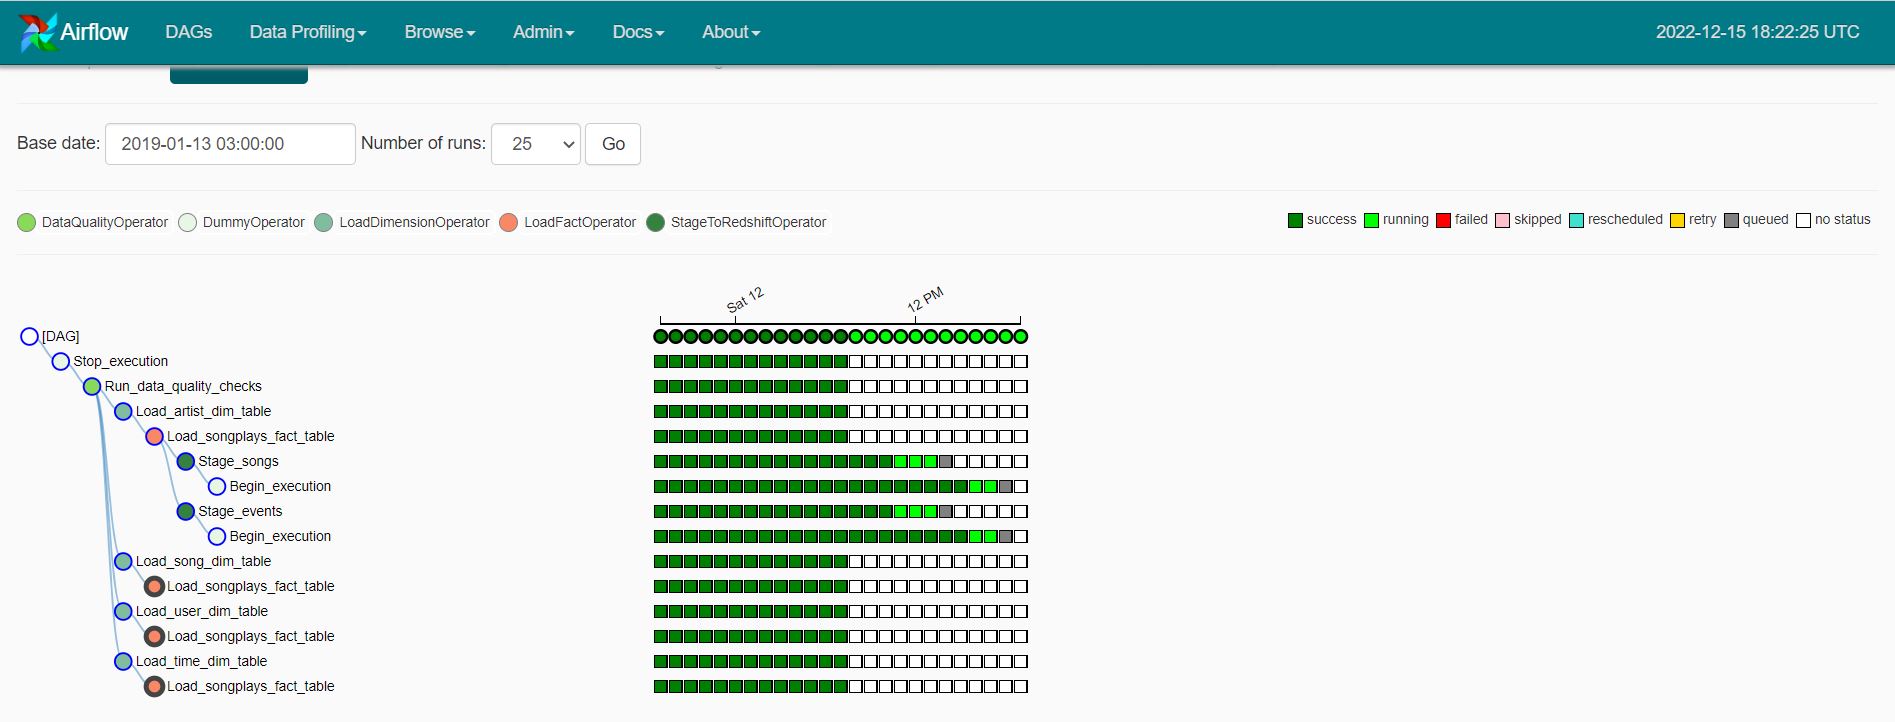 Airflow DAGs Data Profiling Browse Admin Docs About 2022-12-15 18:22:25 UTC
Base date: 2019-01-13 03:00:00 Number of runs: 25 Go
DataQualityOperator DummyOperator LoadDimensionOperator LoadFactOperator StageToRedshiftOperator success running failed skipped rescheduled retry queued no status
Sat 12 12 PM
[DAG]
Stop_execution
Run_data_quality_checks
Load_artist_dim_table
Load_songplays_fact_table
Stage_songs
Begin_execution
Stage_events
Begin_execution
Load_song_dim_table
Load_songplays_fact_table
Load_user_dim_table
Load_songplays_fact_table
Load_time_dim_table
Load_songplays_fact_table